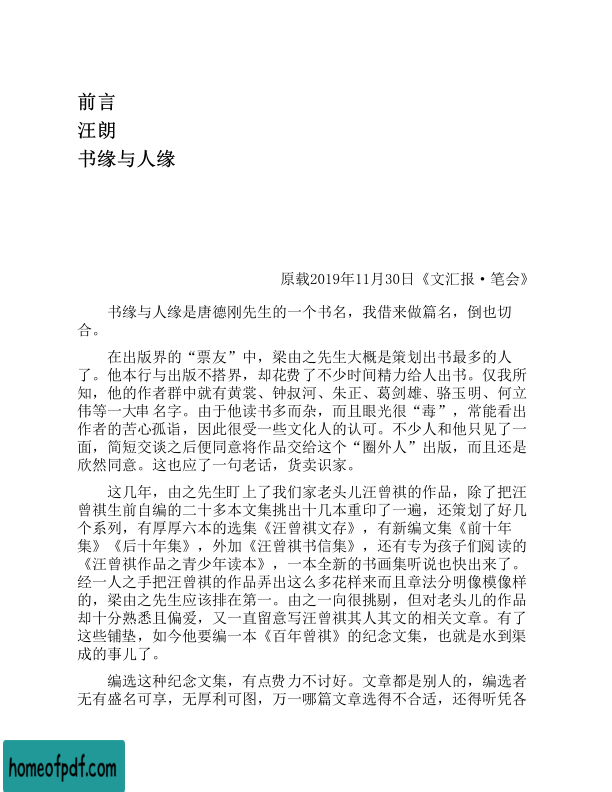 前言
汪朗
书缘与人缘
原载2019年11月30日《文汇报·笔会》
书缘与人缘是唐德刚先生的一个书名，我借来做篇名，倒也切
合。
在出版界的“票友”中，梁由之先生大概是策划出书最多的人
了。他本行与出版不搭界，却花费了不少时间精力给人出书。仅我所
知，他的作者群中就有黄裳、钟叔河、朱正、葛剑雄、骆玉明、何立
伟等一大串名字。由于他读书多而杂，而且眼光很“毒”，常能看出
作者的苦心孤诣，因此很受一些文化人的认可。不少人和他只见了一
面，简短交谈之后便同意将作品交给这个“圈外人”出版，而且还是
欣然同意。这也应了一句老话，货卖识家。
这几年，由之先生盯上了我们家老头儿汪曾祺的作品，除了把汪
曾祺生前自编的二十多本文集挑出十几本重印了一遍，还策划了好几
个系列，有厚厚六本的选集《汪曾祺文存》，有新编文集《前十年
集》《后十年集》，外加《汪曾祺书信集》，还有专为孩子们阅读的
《汪曾祺作品之青少年读本》，一本全新的书画集听说也快出来了。
经一人之手把汪曾祺的作品弄出这么多花样来而且章法分明像模像样
的，梁由之先生应该排在第一。由之一向很挑剔，但对老头儿的作品
却十分熟悉且偏爱，又一直留意写汪曾祺其人其文的相关文章。有了
这些铺垫，如今他要编一本《百年曾祺》的纪念文集，也就是水到渠
成的事儿了。
编选这种纪念文集，有点费力不讨好。文章都是别人的，编选者
无有盛名可享，无厚利可图，万一哪篇文章选得不合适，还得听凭各
homeofpdf.com